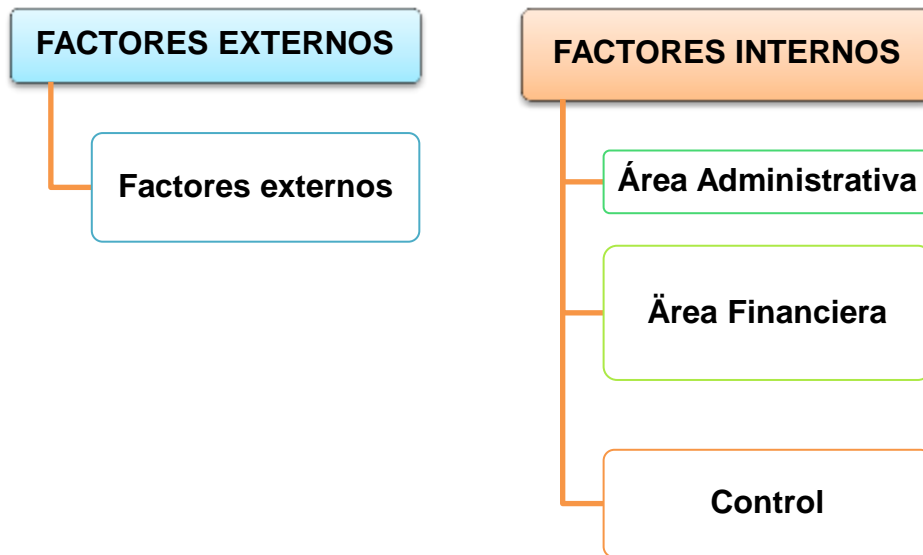 FACTORES EXTERNOS
Factores externos
FACTORES INTERNOS
Área Administrativa
Ärea Financiera
Control